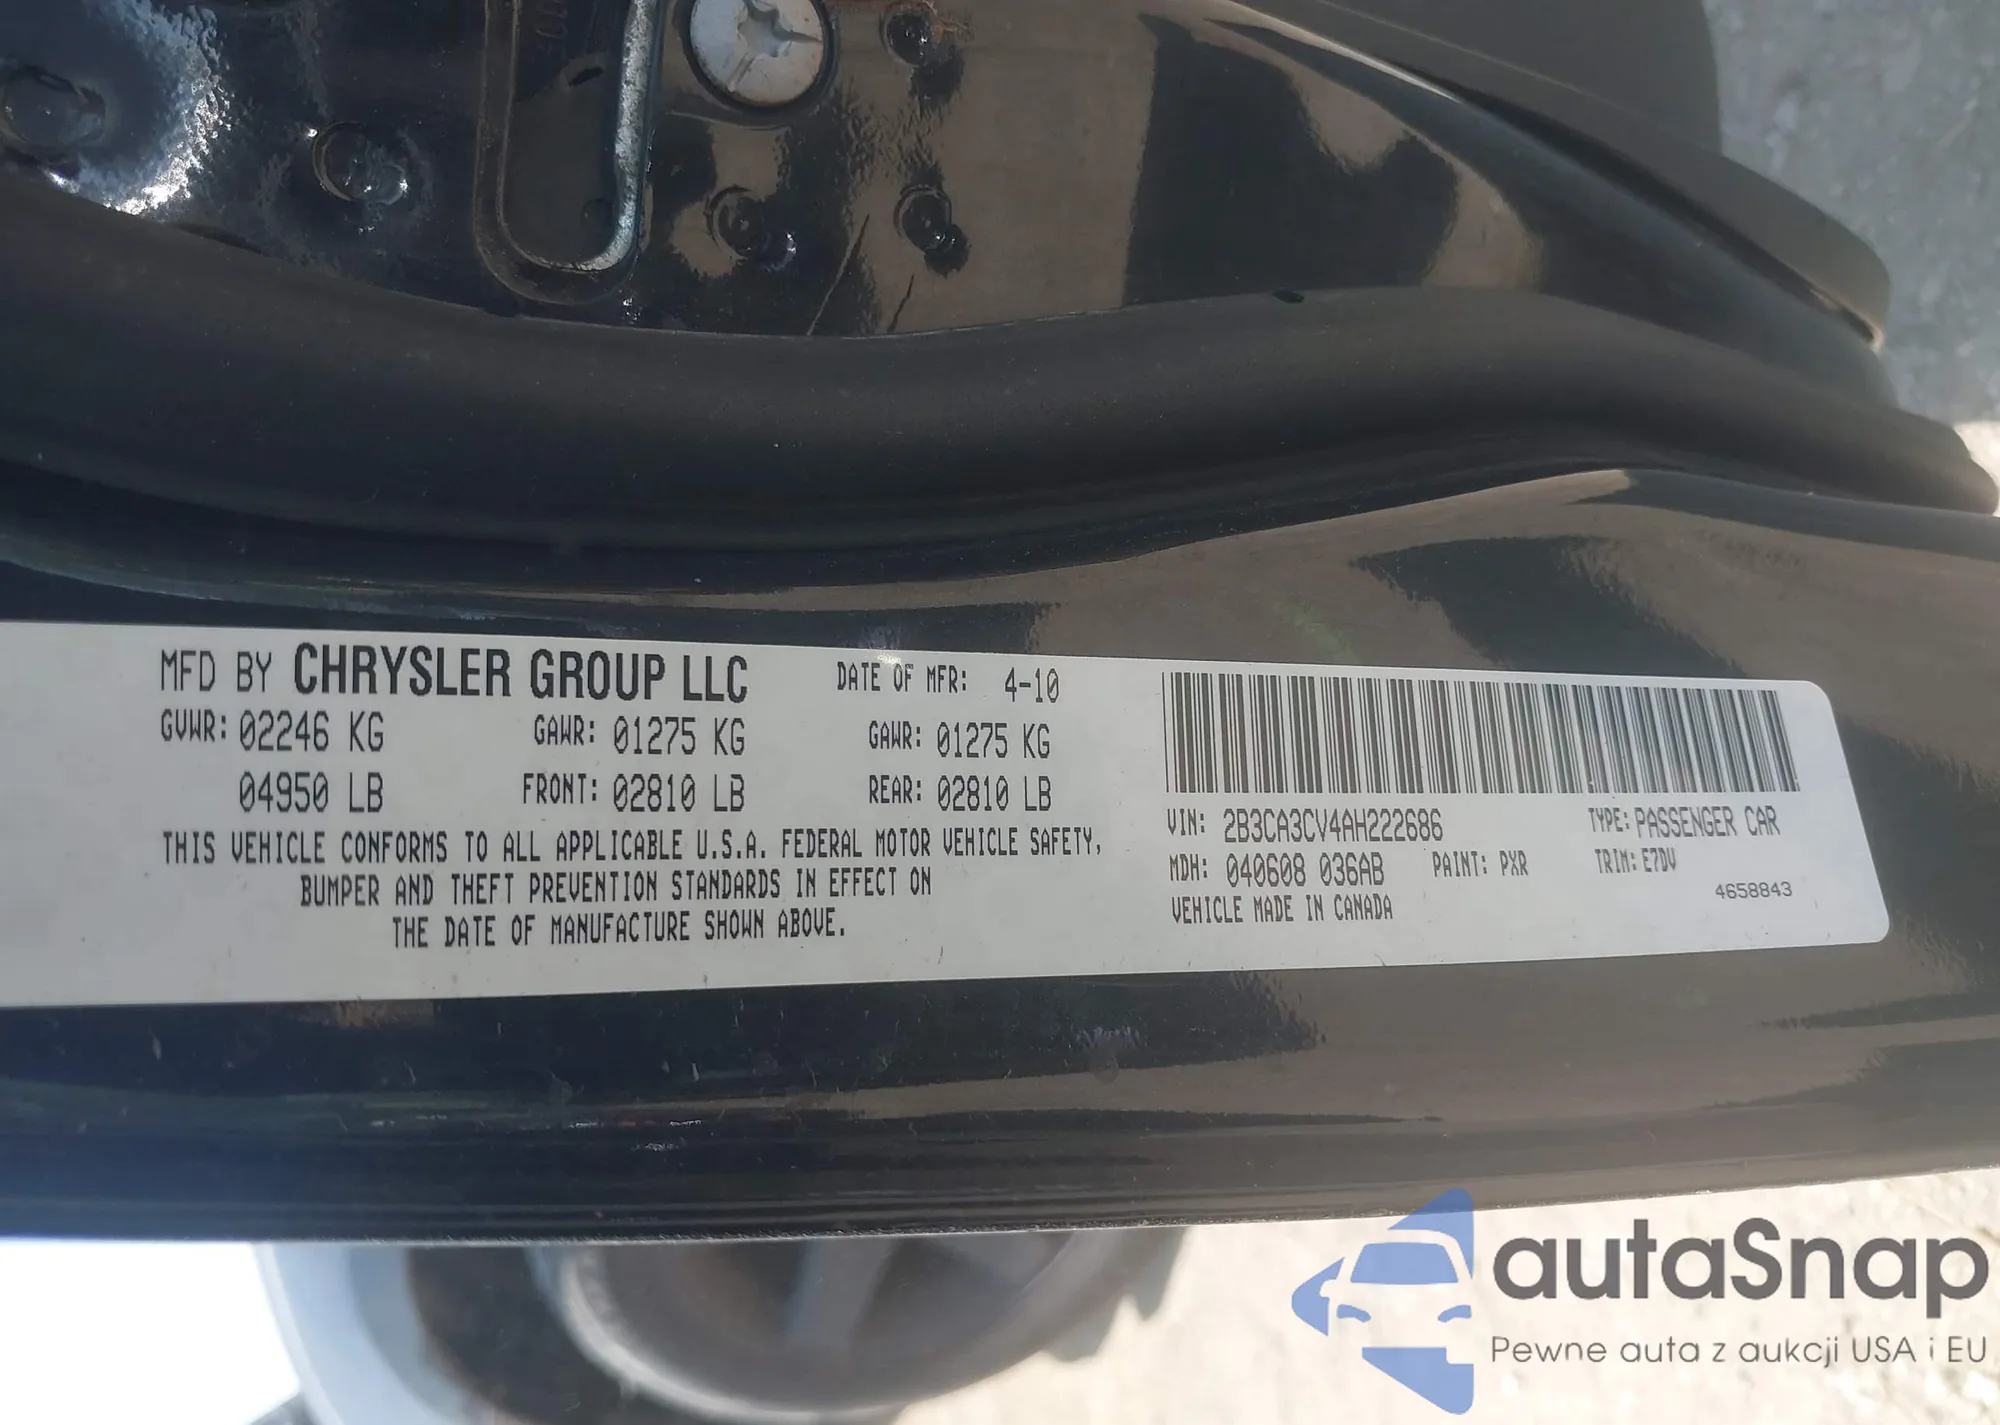 MFD BY CHRYSLER GROUP LLC DATE OF MFR: 4-10
GVWR: 02246 KG GAWR: 01275 KG GAWR: 01275 KG
04950 LB FRONT: 02810 LB REAR: 02810 LB
THIS VEHICLE CONFORMS TO ALL APPLICABLE U.S.A. FEDERAL MOTOR VEHICLE SAFETY,
BUMPER AND THEFT PREVENTION STANDARDS IN EFFECT ON
THE DATE OF MANUFACTURE SHOWN ABOVE.
VIN: 2B3CA3CV4AH222686 TYPE: PASSENGER CAR
MDH: 040608 036AB PAINT: PXR TRIM: E7DV
VEHICLE MADE IN CANADA 4658843
autaSnap
Pewne auta z aukcji USA i EU